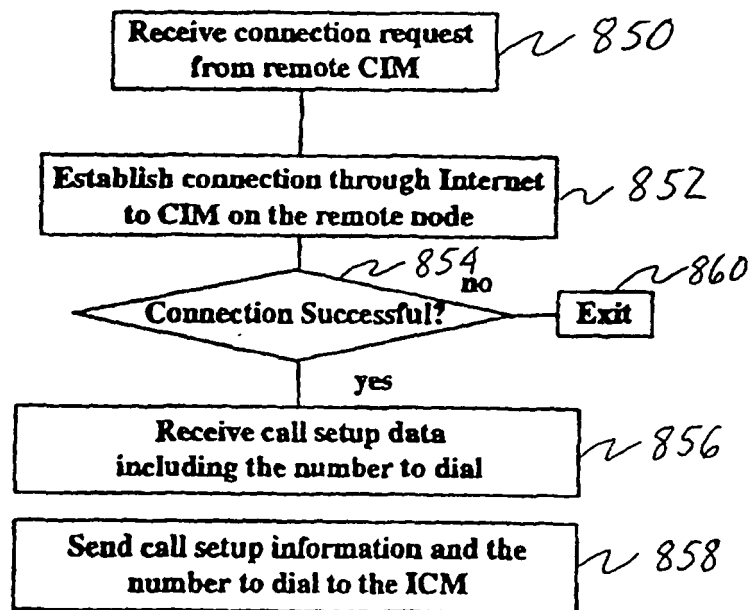 Receive connection request
from remote CIM
850
Establish connection through Internet
to CIM on the remote node
852
854
no
860
Connection Successful?
Exit
yes
Receive call setup data
including the number to dial
856
Send call setup information and the
number to dial to the ICM
858